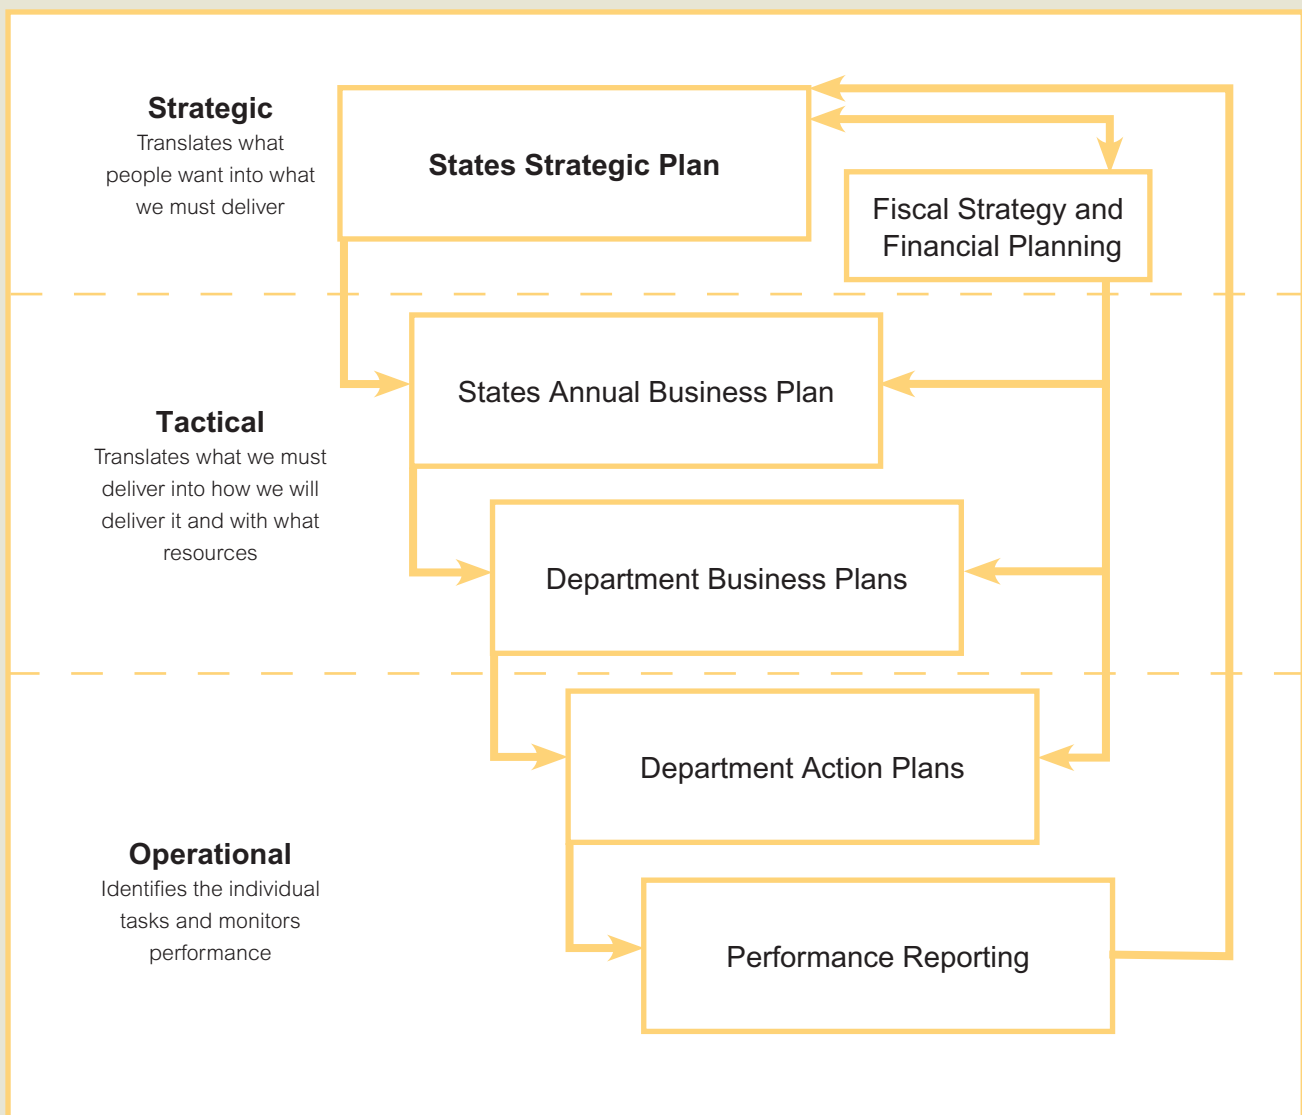 Strategic
Translates what
people want into what
we must deliver
States Strategic Plan
Fiscal Strategy and
Financial Planning
Tactical
Translates what we must
deliver into how we will
deliver it and with what
resources
States Annual Business Plan
Department Business Plans
Operational
Identifies the individual
tasks and monitors
performance
Department Action Plans
Performance Reporting